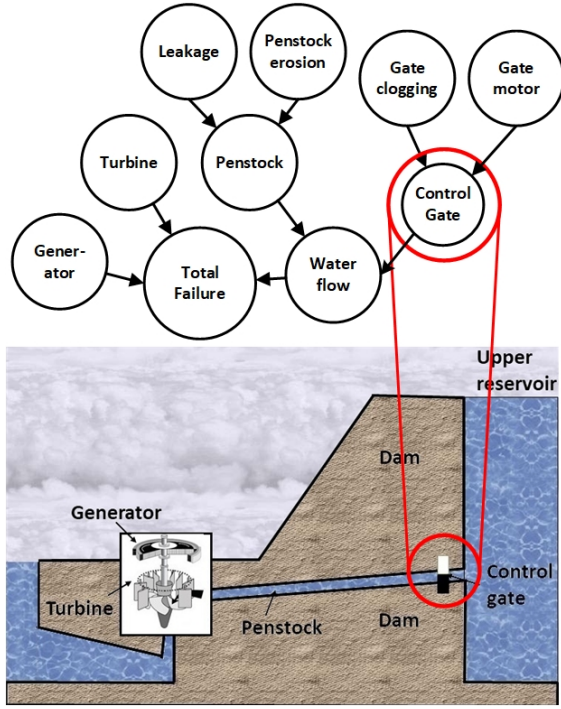 Leakage
Penstock
erosion
Gate
clogging
Gate
motor
Turbine
Penstock
Control
Gate
Gener-
ator
Total
Failure
Water
flow
Upper
reservoir
Dam
Generator
Turbine
Penstock
Control
gate
Dam